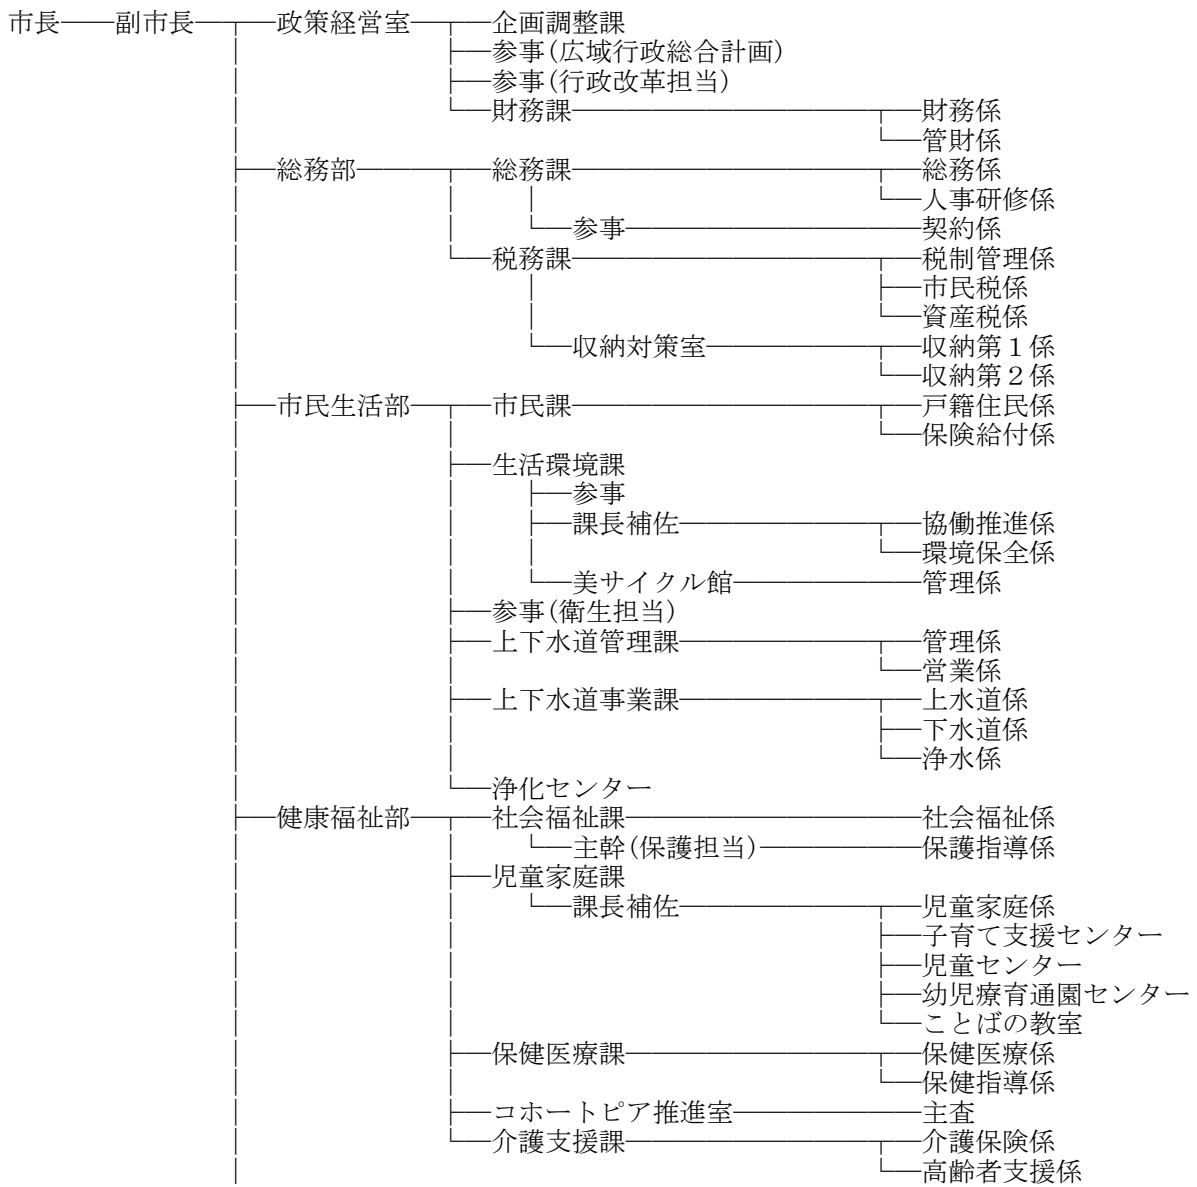 市長 副市長 政策経営室 企画調整課
参事(広域行政総合計画)
参事(行政改革担当)
財務課 財務係
管財係
総務部 総務課 総務係
人事研修係
参事 契約係
税務課 税制管理係
市民税係
資産税係
収納対策室 収納第１係
収納第２係
市民生活部 市民課 戸籍住民係
保険給付係
生活環境課
参事
課長補佐 協働推進係
環境保全係
美サイクル館 管理係
参事(衛生担当)
上下水道管理課 管理係
営業係
上下水道事業課 上水道係
下水道係
浄水係
浄化センター
健康福祉部 社会福祉課 社会福祉係
主幹(保護担当) 保護指導係
児童家庭課
課長補佐 児童家庭係
子育て支援センター
児童センター
幼児療育通園センター
ことばの教室
保健医療課 保健医療係
保健指導係
コホートピア推進室 主査
介護支援課 介護保険係
高齢者支援係